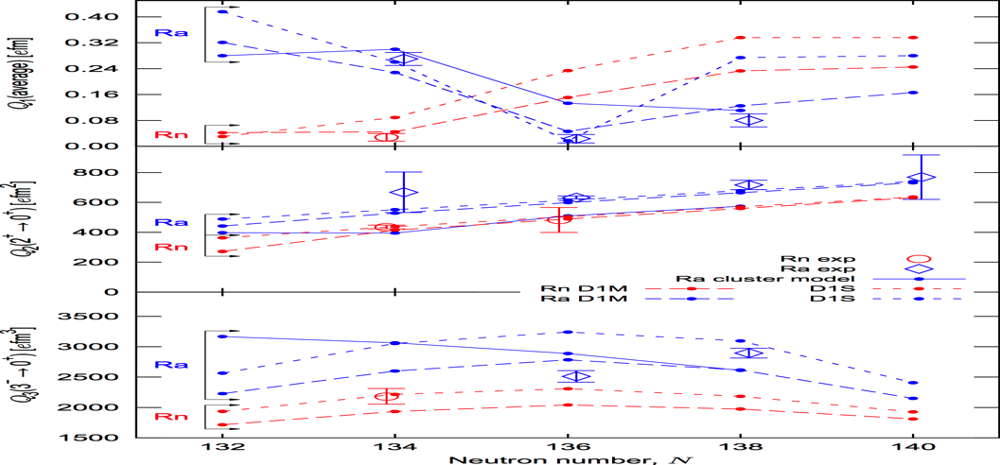 0.40
0.32
0.24
0.16
0.08
0.00
Q₁(average)[efm]
Ra
Rn
800
600
400
200
0
Q₂(2⁺→0⁺)[efm²]
Ra
Rn
Rn exp
Ra exp
Ra cluster model
Rn D1M D1S
Ra D1M D1S
3500
3000
2500
2000
1500
Q₃(3⁻→0⁺)[efm³]
Ra
Rn
132 134 136 138 140
Neutron number, N